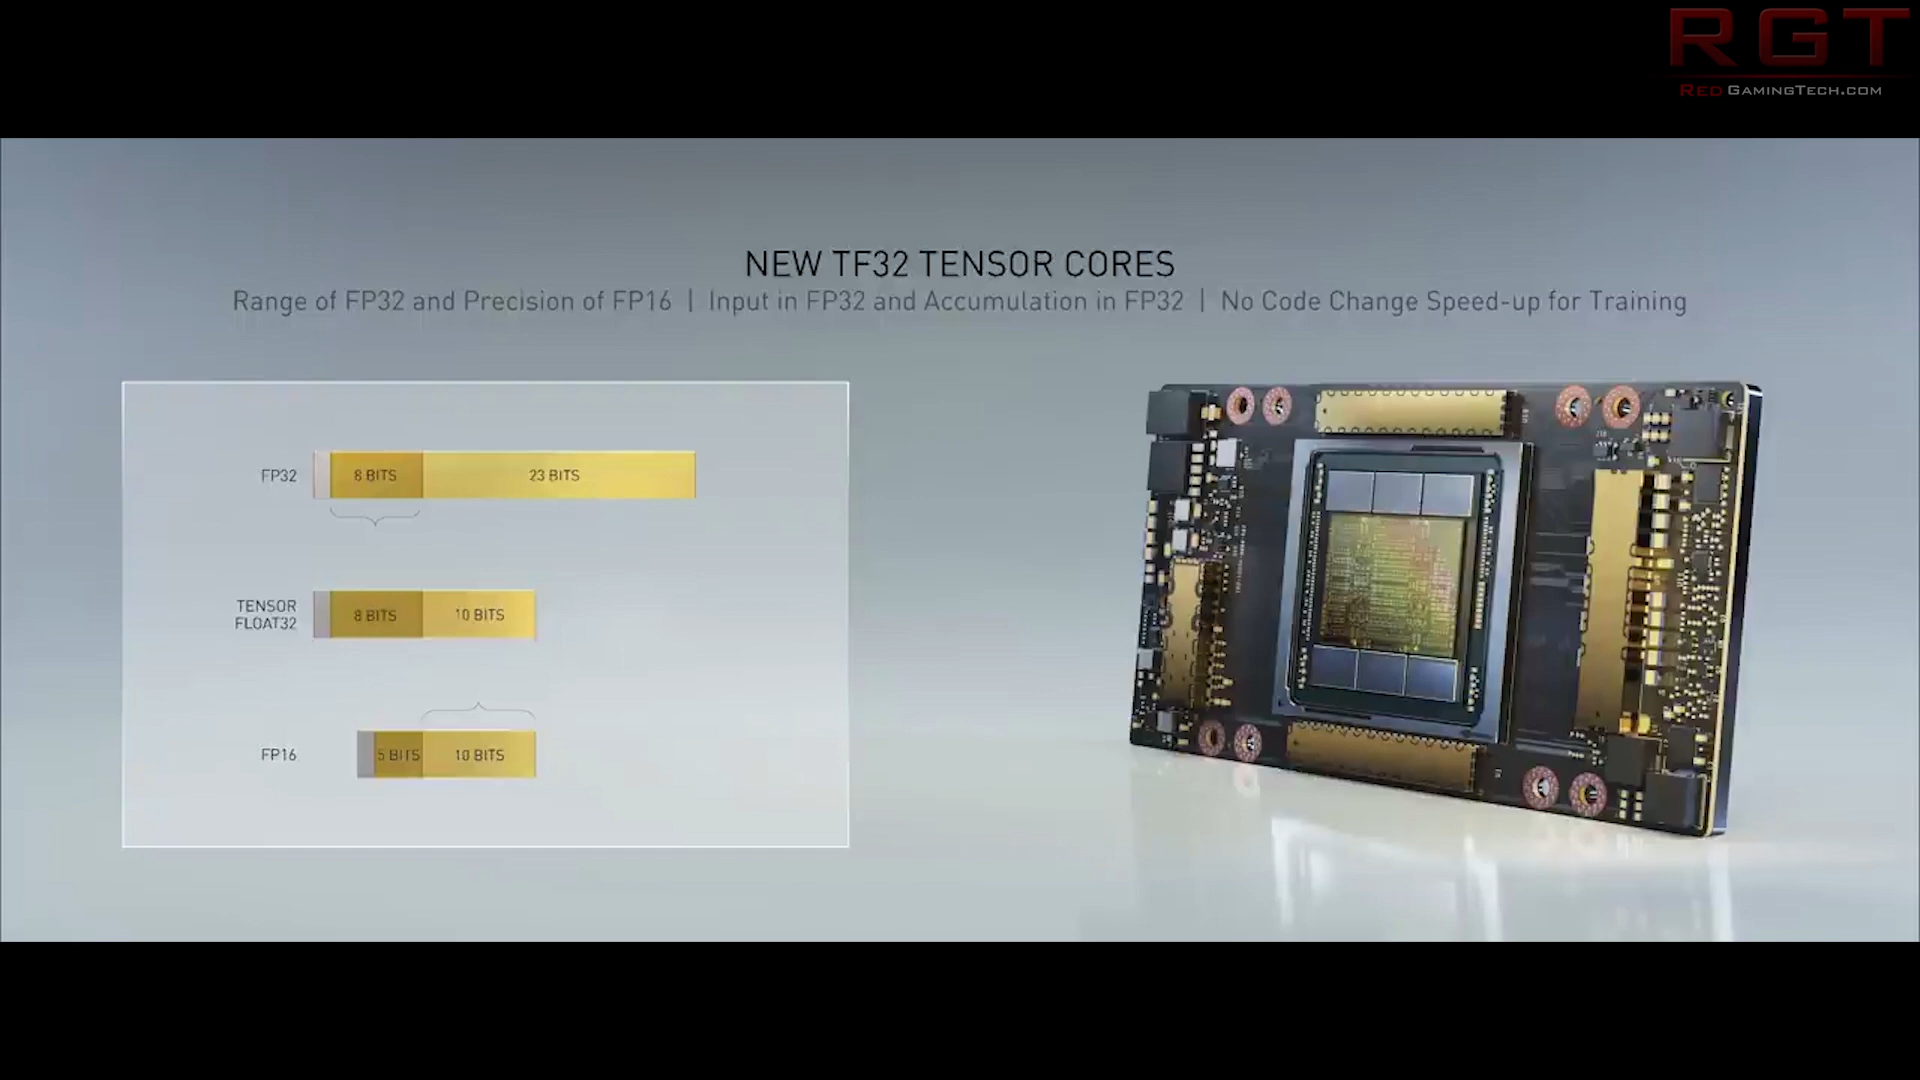 RGT
RED GAMINGTECH.COM
NEW TF32 TENSOR CORES
Range of FP32 and Precision of FP16 | Input in FP32 and Accumulation in FP32 | No Code Change Speed-up for Training
FP32 8 BITS 23 BITS
TENSOR
FLOAT32
8 BITS 10 BITS
FP16 5 BITS 10 BITS